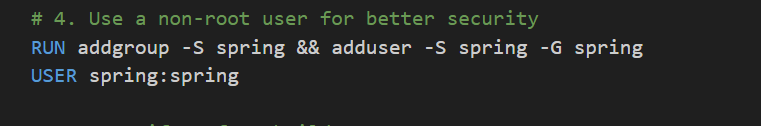 # 4. Use a non-root user for better security
RUN addgroup -S spring && adduser -S spring -G spring
USER spring:spring